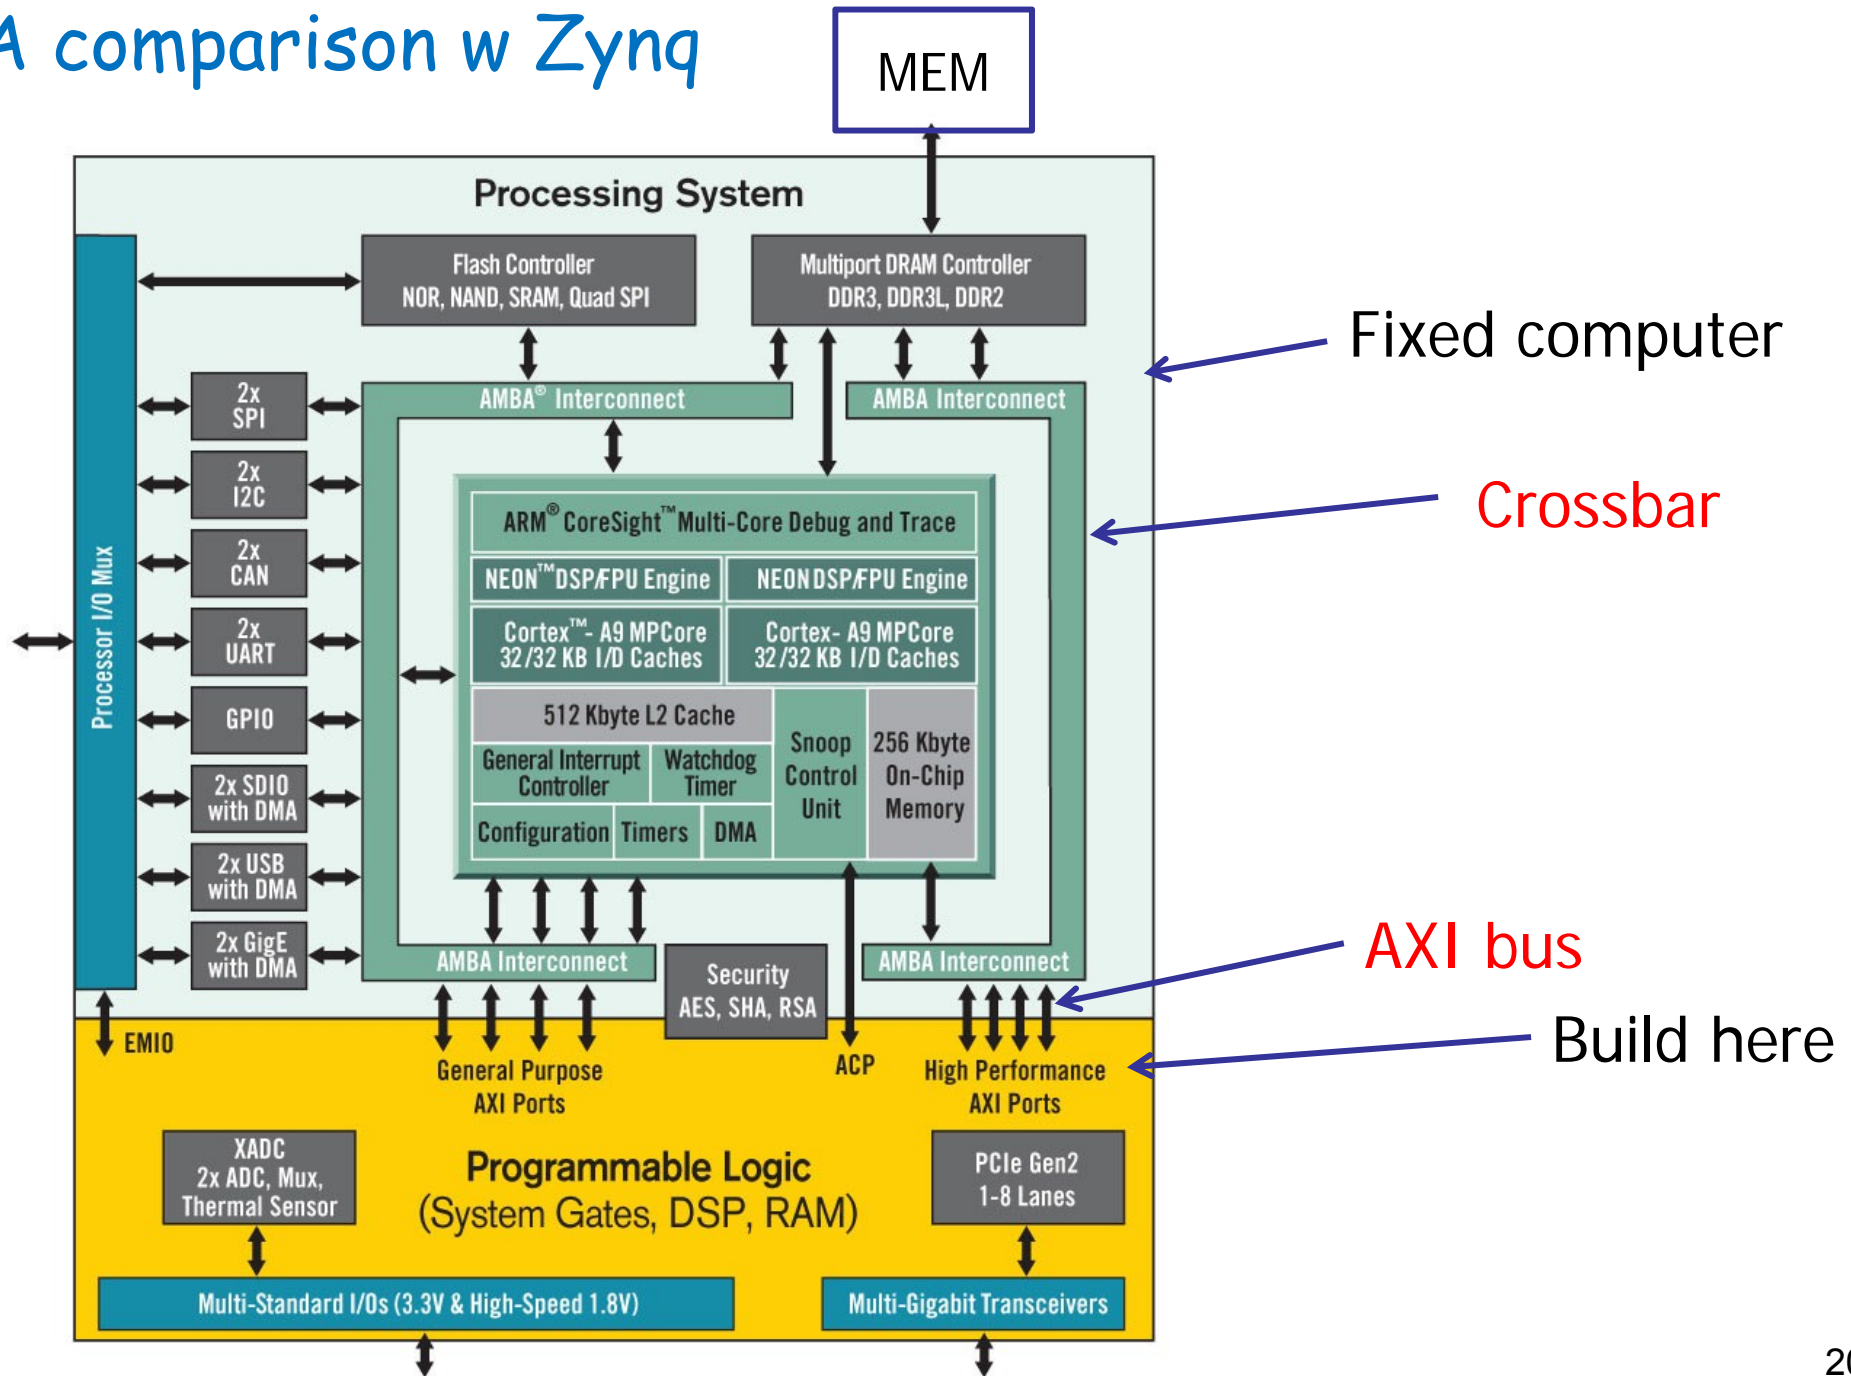 A comparison w Zynq
MEM
Processing System
Flash Controller
NOR, NAND, SRAM, Quad SPI
Multiport DRAM Controller
DDR3, DDR3L, DDR2
Fixed computer
2x
SPI
AMBA® Interconnect
AMBA Interconnect
Crossbar
2x
I2C
ARM® CoreSight™ Multi-Core Debug and Trace
2x
CAN
NEON™ DSP/FPU Engine
NEON DSP/FPU Engine
Processor I/O Mux
2x
UART
Cortex™- A9 MPCore
32/32 KB I/D Caches
Cortex- A9 MPCore
32/32 KB I/D Caches
GPIO
512 Kbyte L2 Cache
Snoop
Control
Unit
256 Kbyte
On-Chip
Memory
General Interrupt
Controller
Watchdog
Timer
2x SDIO
with DMA
Configuration
Timers
DMA
2x USB
with DMA
2x GigE
with DMA
AMBA Interconnect
Security
AES, SHA, RSA
AMBA Interconnect
AXI bus
EMIO
General Purpose
AXI Ports
ACP
High Performance
AXI Ports
Build here
XADC
2x ADC, Mux,
Thermal Sensor
Programmable Logic
(System Gates, DSP, RAM)
PCIe Gen2
1-8 Lanes
Multi-Standard I/Os (3.3V & High-Speed 1.8V)
Multi-Gigabit Transceivers